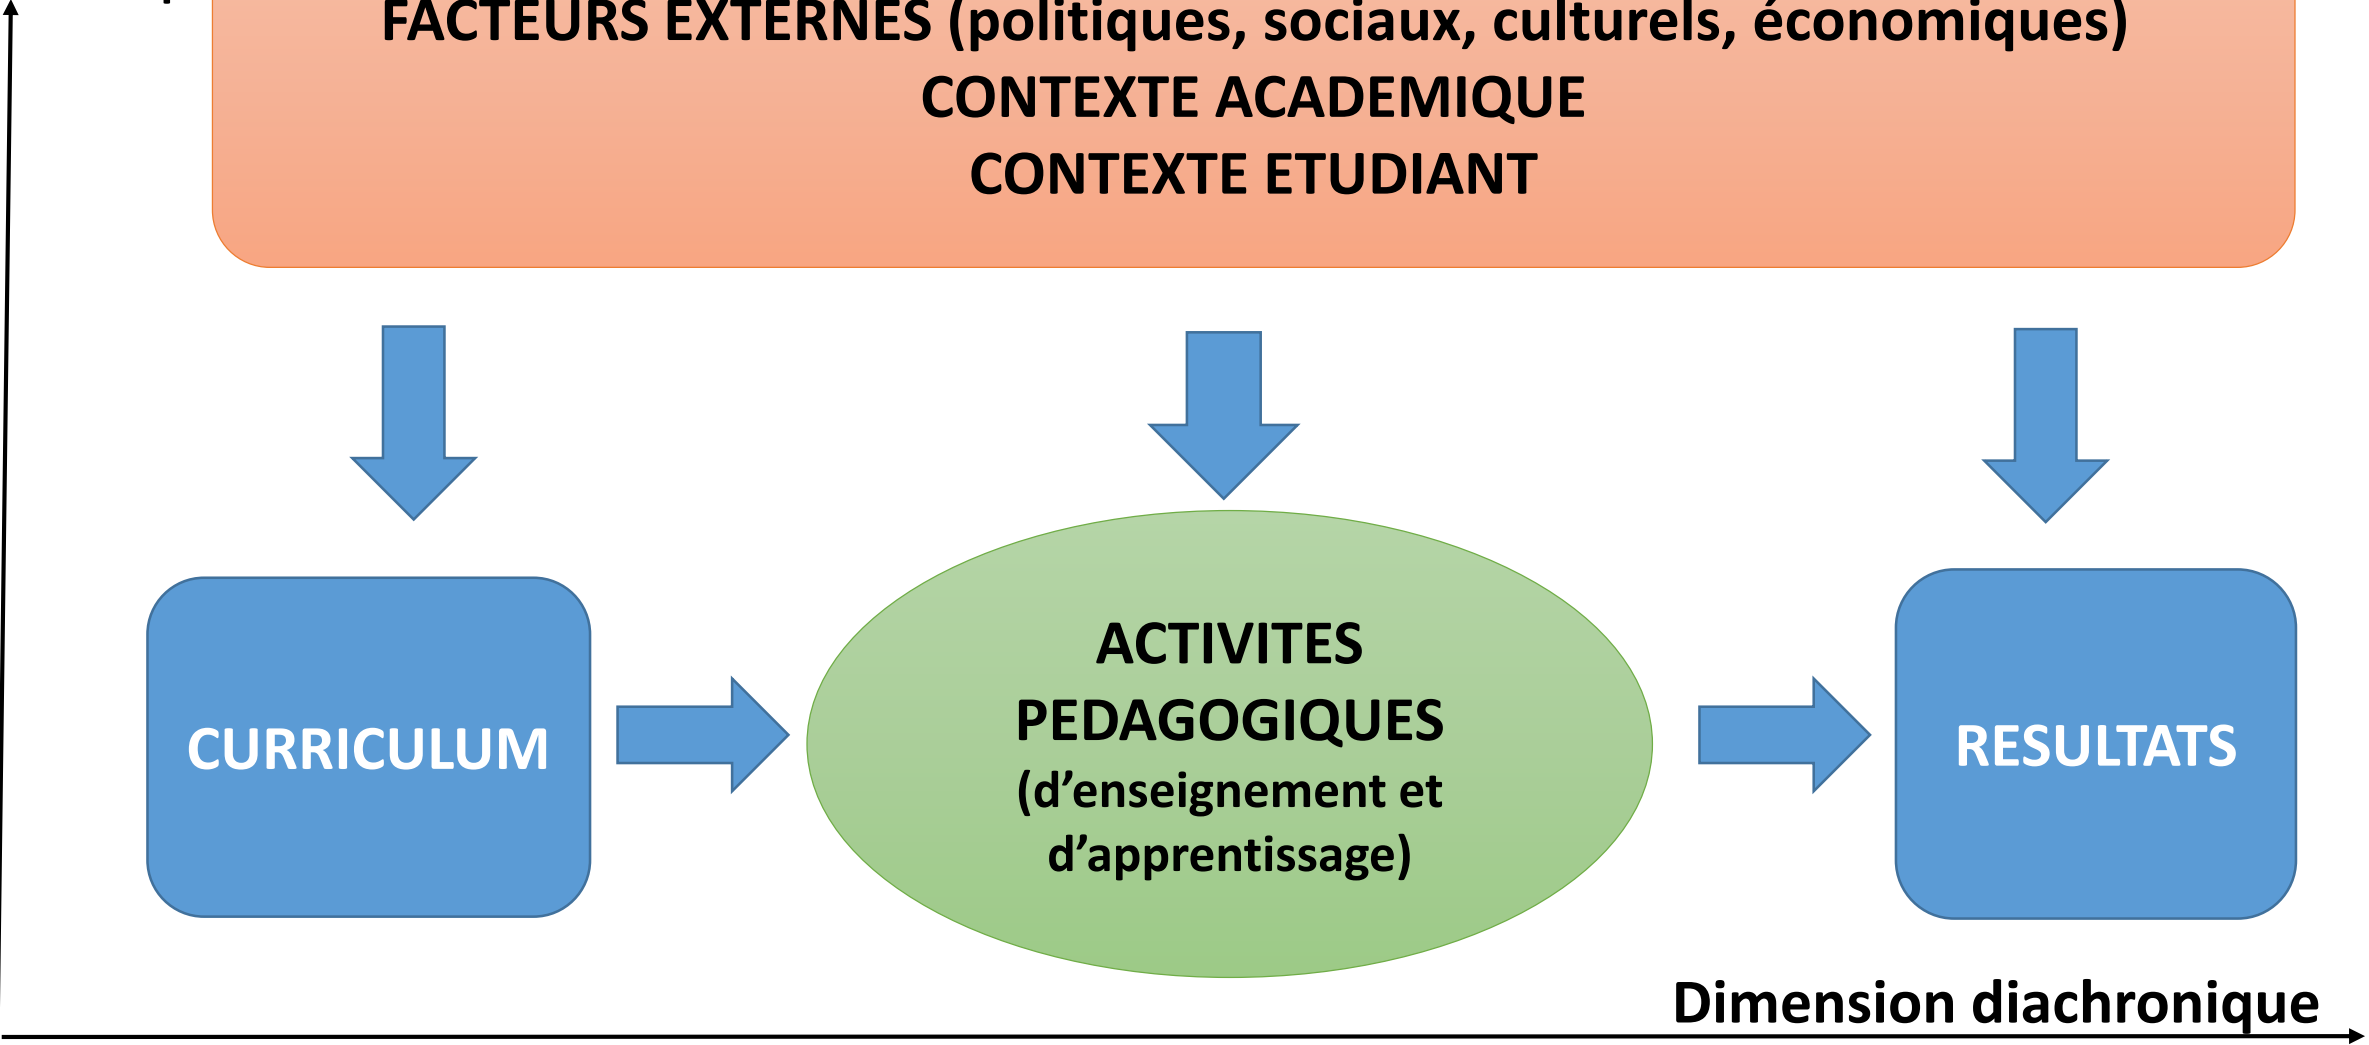 FACTEURS EXTERNES (politiques, sociaux, culturels, économiques)
CONTEXTE ACADEMIQUE
CONTEXTE ETUDIANT
ACTIVITES
PEDAGOGIQUES
(d’enseignement et
d’apprentissage)
CURRICULUM
RESULTATS
Dimension diachronique